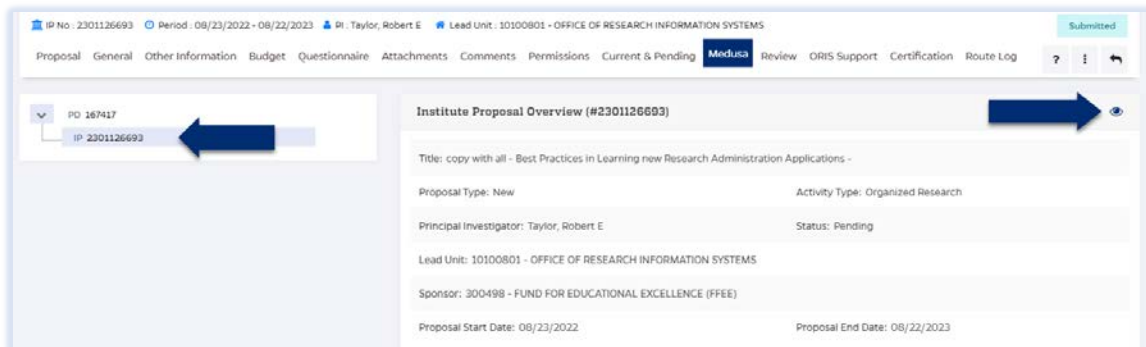 IP No : 2301126693 Period : 08/23/2022 - 08/22/2023 PI : Taylor, Robert E Lead Unit : 10100801 - OFFICE OF RESEARCH INFORMATION SYSTEMS Submitted
Proposal General Other Information Budget Questionnaire Attachments Comments Permissions Current & Pending Medusa Review ORIS Support Certification Route Log ?
PD 167417
IP 2301126693
Institute Proposal Overview (#2301126693)
Title: copy with all - Best Practices in Learning new Research Administration Applications -
Proposal Type: New Activity Type: Organized Research
Principal Investigator: Taylor, Robert E Status: Pending
Lead Unit: 10100801 - OFFICE OF RESEARCH INFORMATION SYSTEMS
Sponsor: 300498 - FUND FOR EDUCATIONAL EXCELLENCE (FFEE)
Proposal Start Date: 08/23/2022 Proposal End Date: 08/22/2023